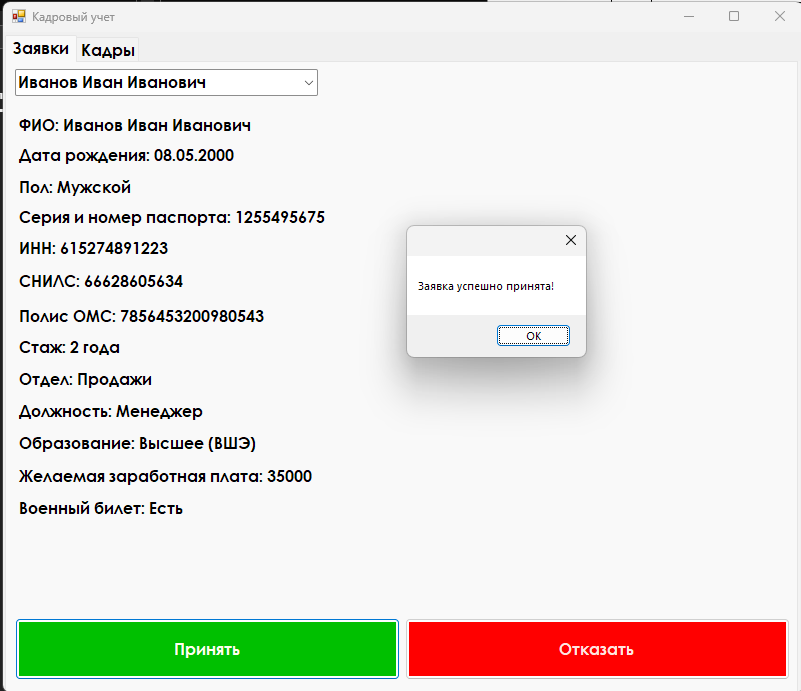 Кадровый учет
Заявки Кадры
Иванов Иван Иванович
ФИО: Иванов Иван Иванович
Дата рождения: 08.05.2000
Пол: Мужской
Серия и номер паспорта: 1255495675
ИНН: 615274891223
СНИЛС: 66628605634
Полис ОМС: 7856453200980543
Стаж: 2 года
Отдел: Продажи
Должность: Менеджер
Образование: Высшее (ВШЭ)
Желаемая заработная плата: 35000
Военный билет: Есть
Заявка успешно принята!
ОК
Принять Отказать